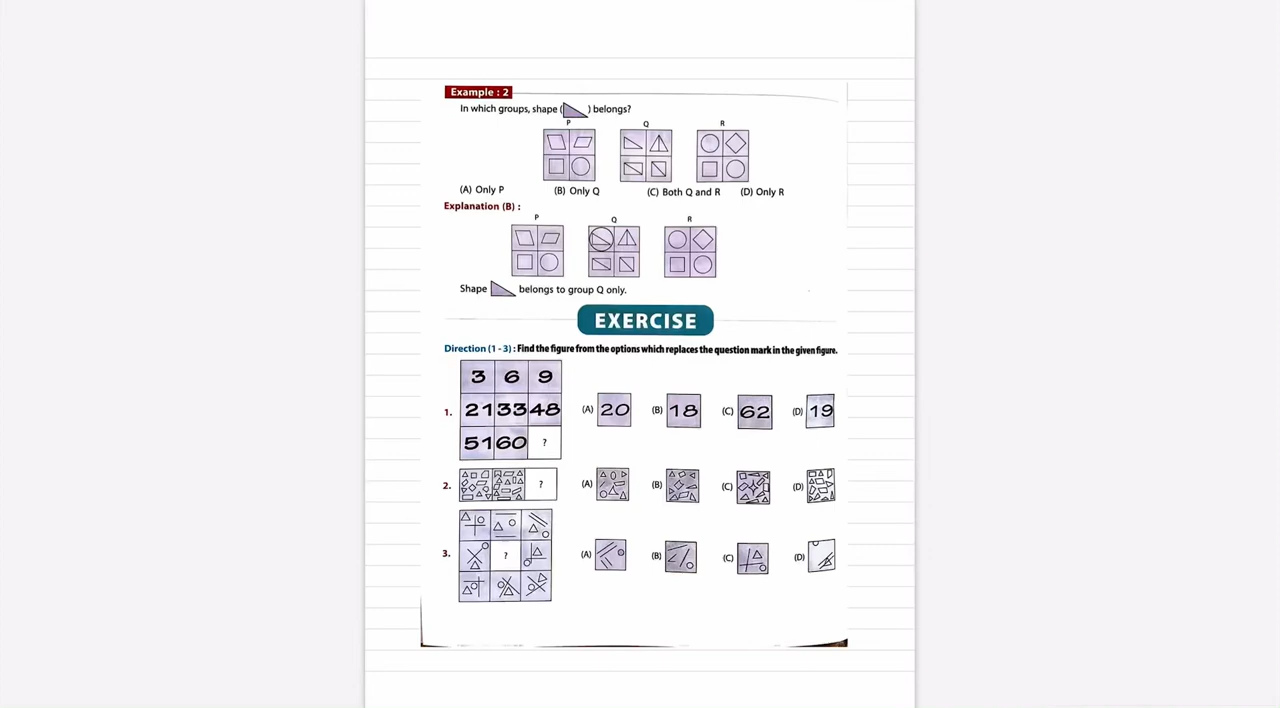 Example : 2
In which groups, shape ( ) belongs?
P Q R
(A) Only P (B) Only Q (C) Both Q and R (D) Only R
Explanation (B) :
P Q R
Shape belongs to group Q only.
EXERCISE
Direction (1 - 3) : Find the figure from the options which replaces the question mark in the given figure.
3 6 9
1. 21 33 48 (A) 20 (B) 18 (C) 62 (D) 19
51 60 ?
2. ? (A) (B) (C) (D)
3. ? (A) (B) (C) (D)